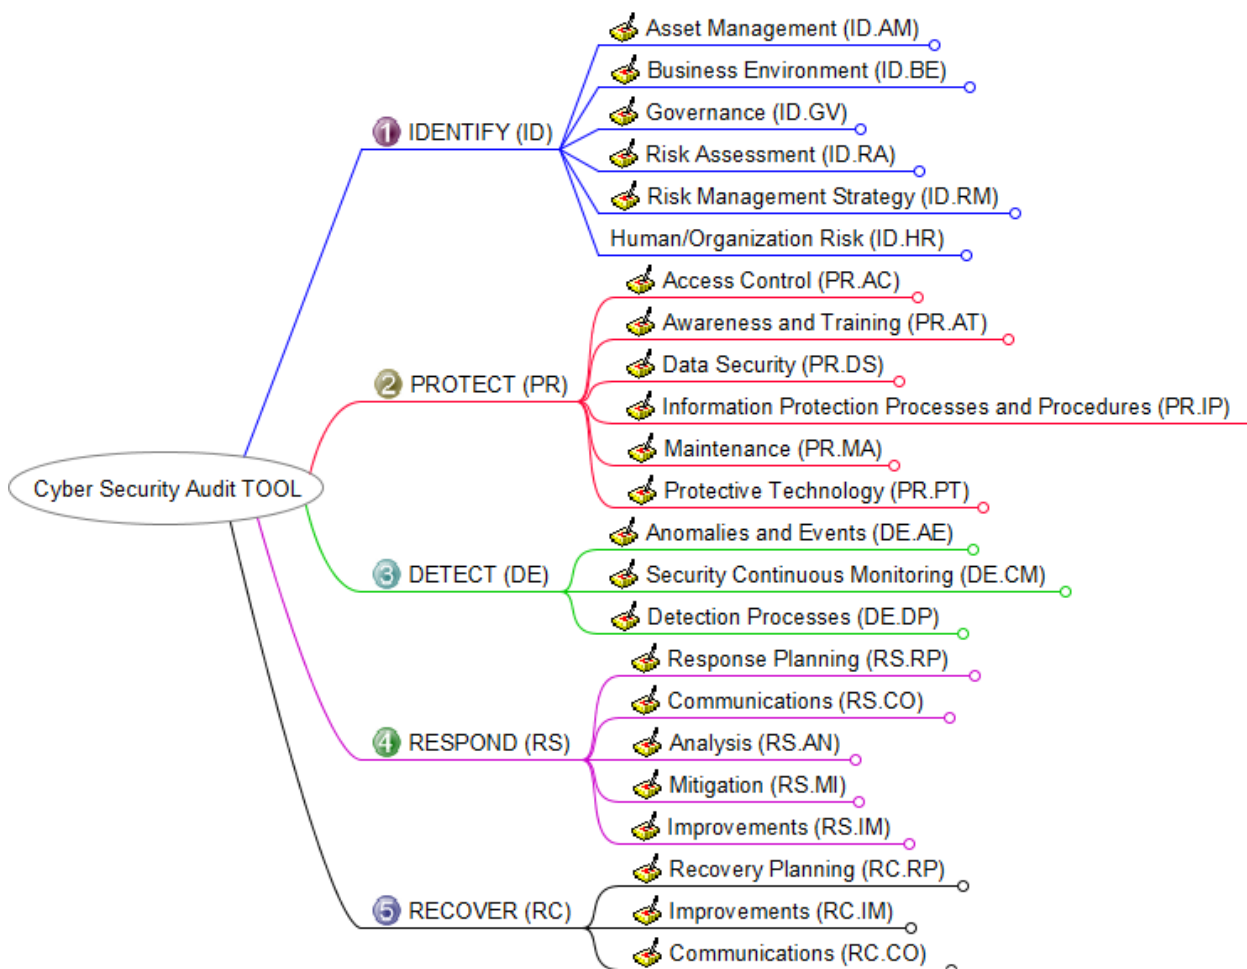 Cyber Security Audit TOOL
1 IDENTIFY (ID)
Asset Management (ID.AM)
Business Environment (ID.BE)
Governance (ID.GV)
Risk Assessment (ID.RA)
Risk Management Strategy (ID.RM)
Human/Organization Risk (ID.HR)
2 PROTECT (PR)
Access Control (PR.AC)
Awareness and Training (PR.AT)
Data Security (PR.DS)
Information Protection Processes and Procedures (PR.IP)
Maintenance (PR.MA)
Protective Technology (PR.PT)
3 DETECT (DE)
Anomalies and Events (DE.AE)
Security Continuous Monitoring (DE.CM)
Detection Processes (DE.DP)
4 RESPOND (RS)
Response Planning (RS.RP)
Communications (RS.CO)
Analysis (RS.AN)
Mitigation (RS.MI)
Improvements (RS.IM)
5 RECOVER (RC)
Recovery Planning (RC.RP)
Improvements (RC.IM)
Communications (RC.CO)